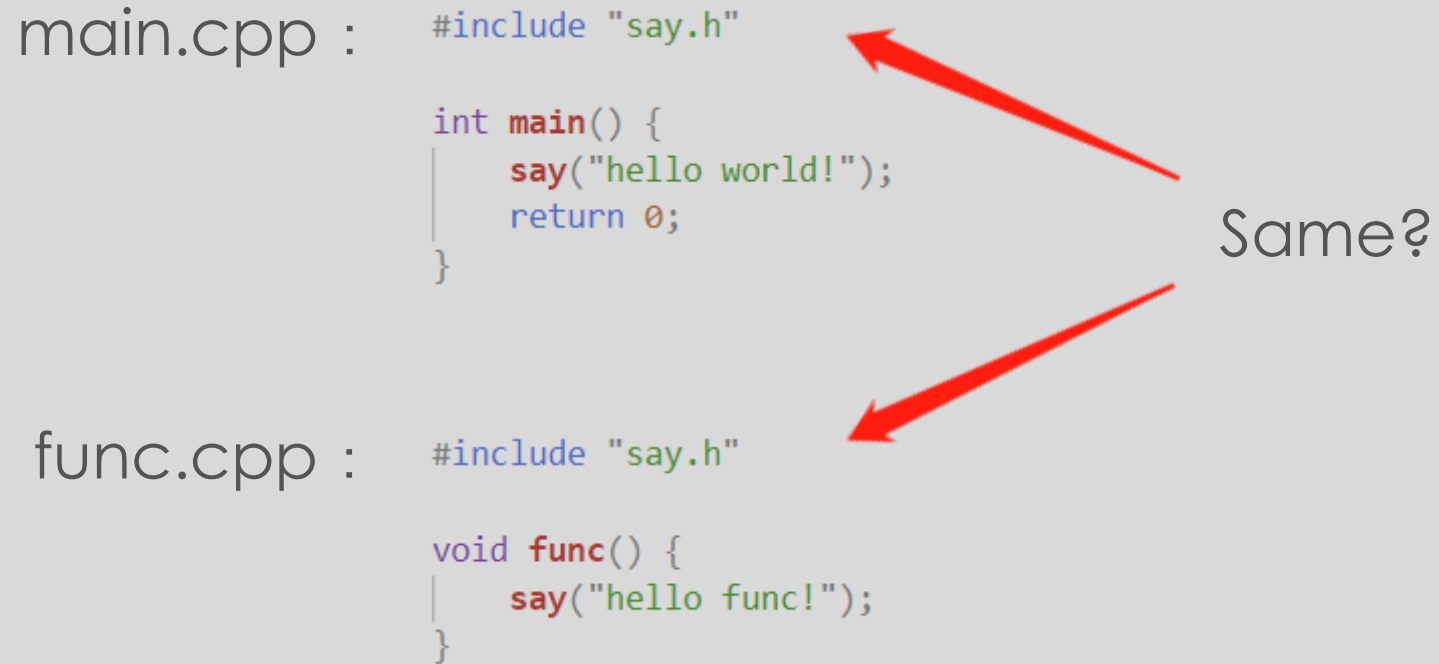 main.cpp : #include "say.h"
int main() {
    say("hello world!");
    return 0;
}
Same?
func.cpp : #include "say.h"
void func() {
    say("hello func!");
}